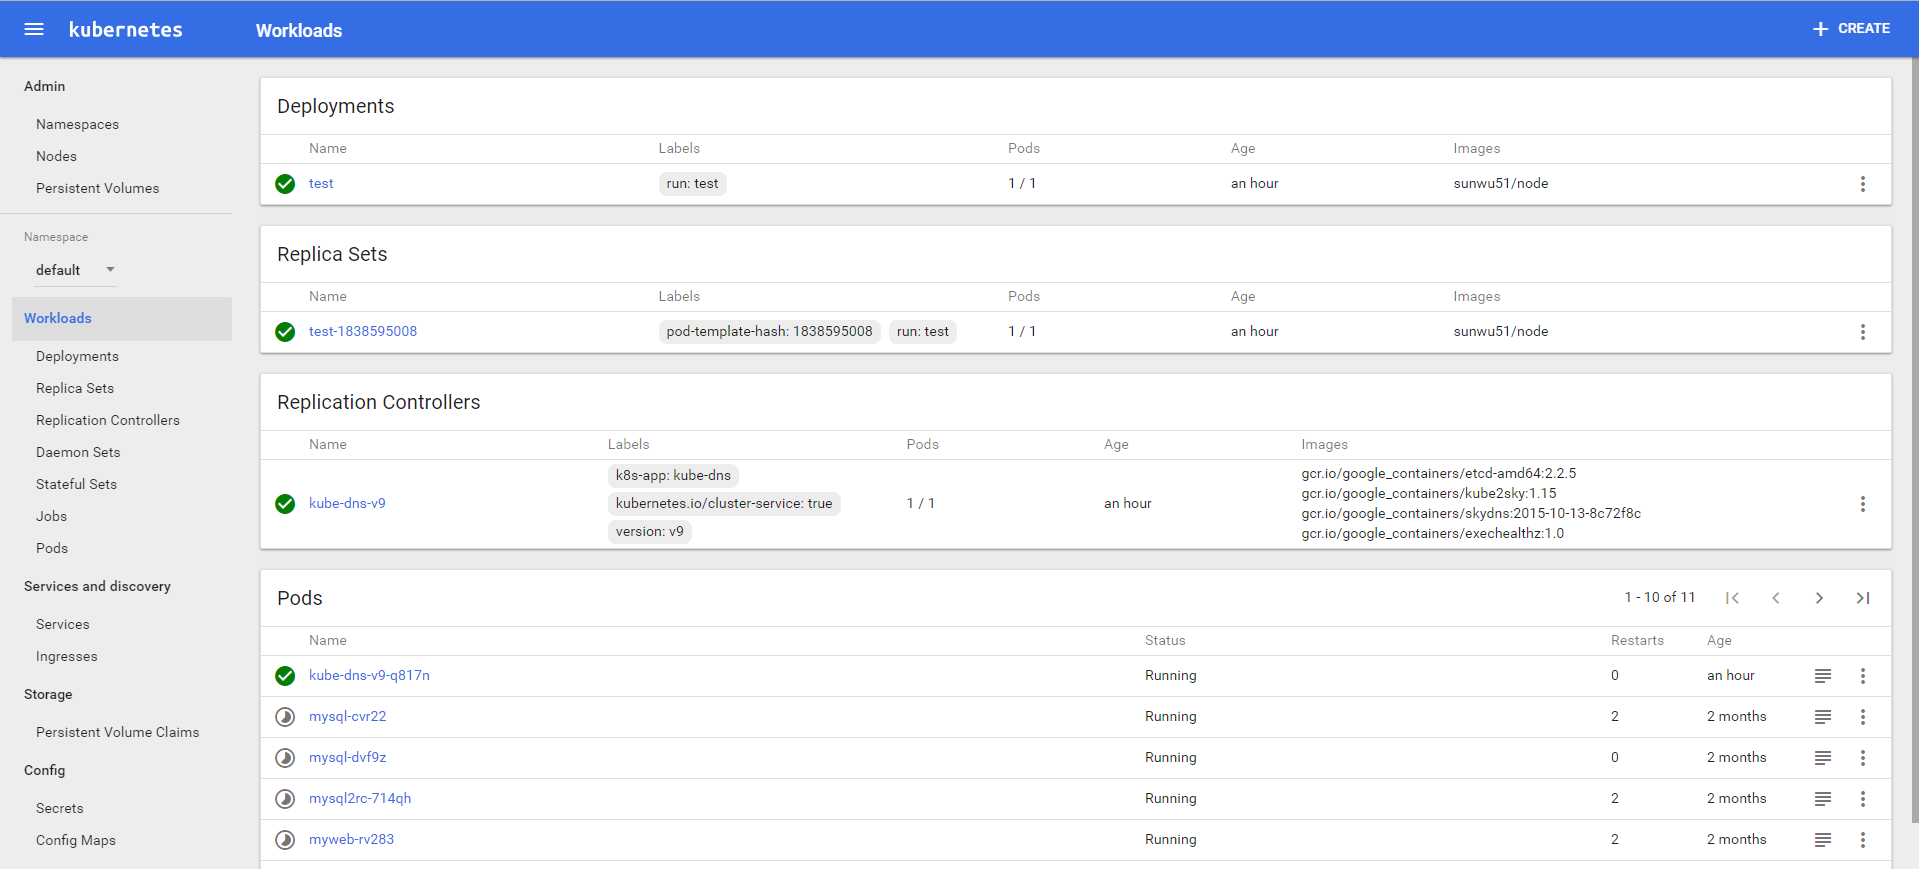 kubernetes
Workloads
CREATE
Admin
Namespaces
Nodes
Persistent Volumes
Namespace
default
Workloads
Deployments
Replica Sets
Replication Controllers
Daemon Sets
Stateful Sets
Jobs
Pods
Services and discovery
Services
Ingresses
Storage
Persistent Volume Claims
Config
Secrets
Config Maps
Deployments
Name Labels Pods Age Images
test run: test 1 / 1 an hour sunwu51/node
Replica Sets
Name Labels Pods Age Images
test-1838595008 pod-template-hash: 1838595008 run: test 1 / 1 an hour sunwu51/node
Replication Controllers
Name Labels Pods Age Images
kube-dns-v9 k8s-app: kube-dns
kubernetes.io/cluster-service: true
version: v9
1 / 1 an hour
gcr.io/google_containers/etcd-amd64:2.2.5
gcr.io/google_containers/kube2sky:1.15
gcr.io/google_containers/skydns:2015-10-13-8c72f8c
gcr.io/google_containers/exechealthz:1.0
Pods 1 - 10 of 11
Name Status Restarts Age
kube-dns-v9-q817n Running 0 an hour
mysql-cvr22 Running 2 2 months
mysql-dvf9z Running 0 2 months
mysql2rc-714qh Running 2 2 months
myweb-rv283 Running 2 2 months